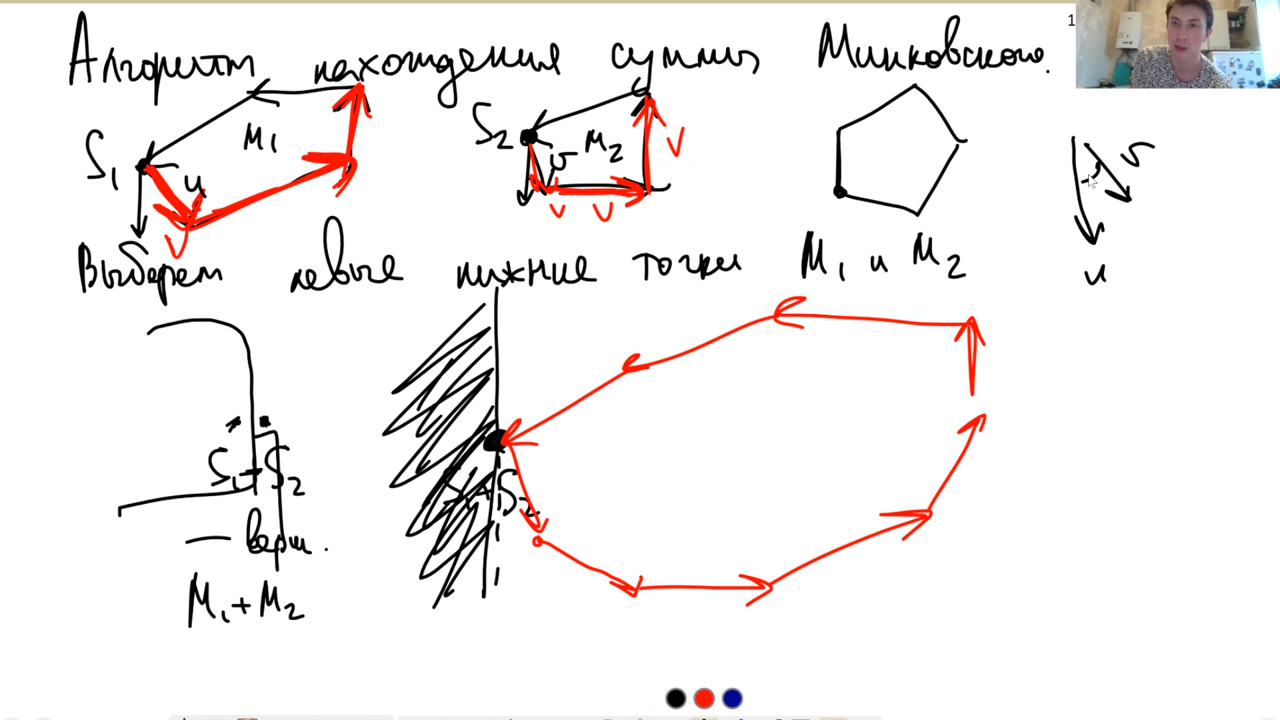 Алгоритм нахождения суммы Минковского.
1
S₁ M₁ u V
S₂ v M₂ V V V
v
u
Выберем левые нижние точки M₁ и M₂
S₁+S₂
— верш.
M₁+M₂
S₂